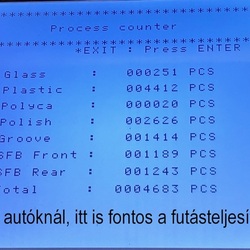 ************************
Process counter
************************
*EXIT : Press ENTER
Glass : 000251 PCS
Plastic : 004412 PCS
Polyca : 000020 PCS
Polish : 002626 PCS
Groove : 001414 PCS
SFB Front : 001189 PCS
SFB Rear : 001243 PCS
Total : 0004683 PCS
autóknál, itt is fontos a futásteljesí